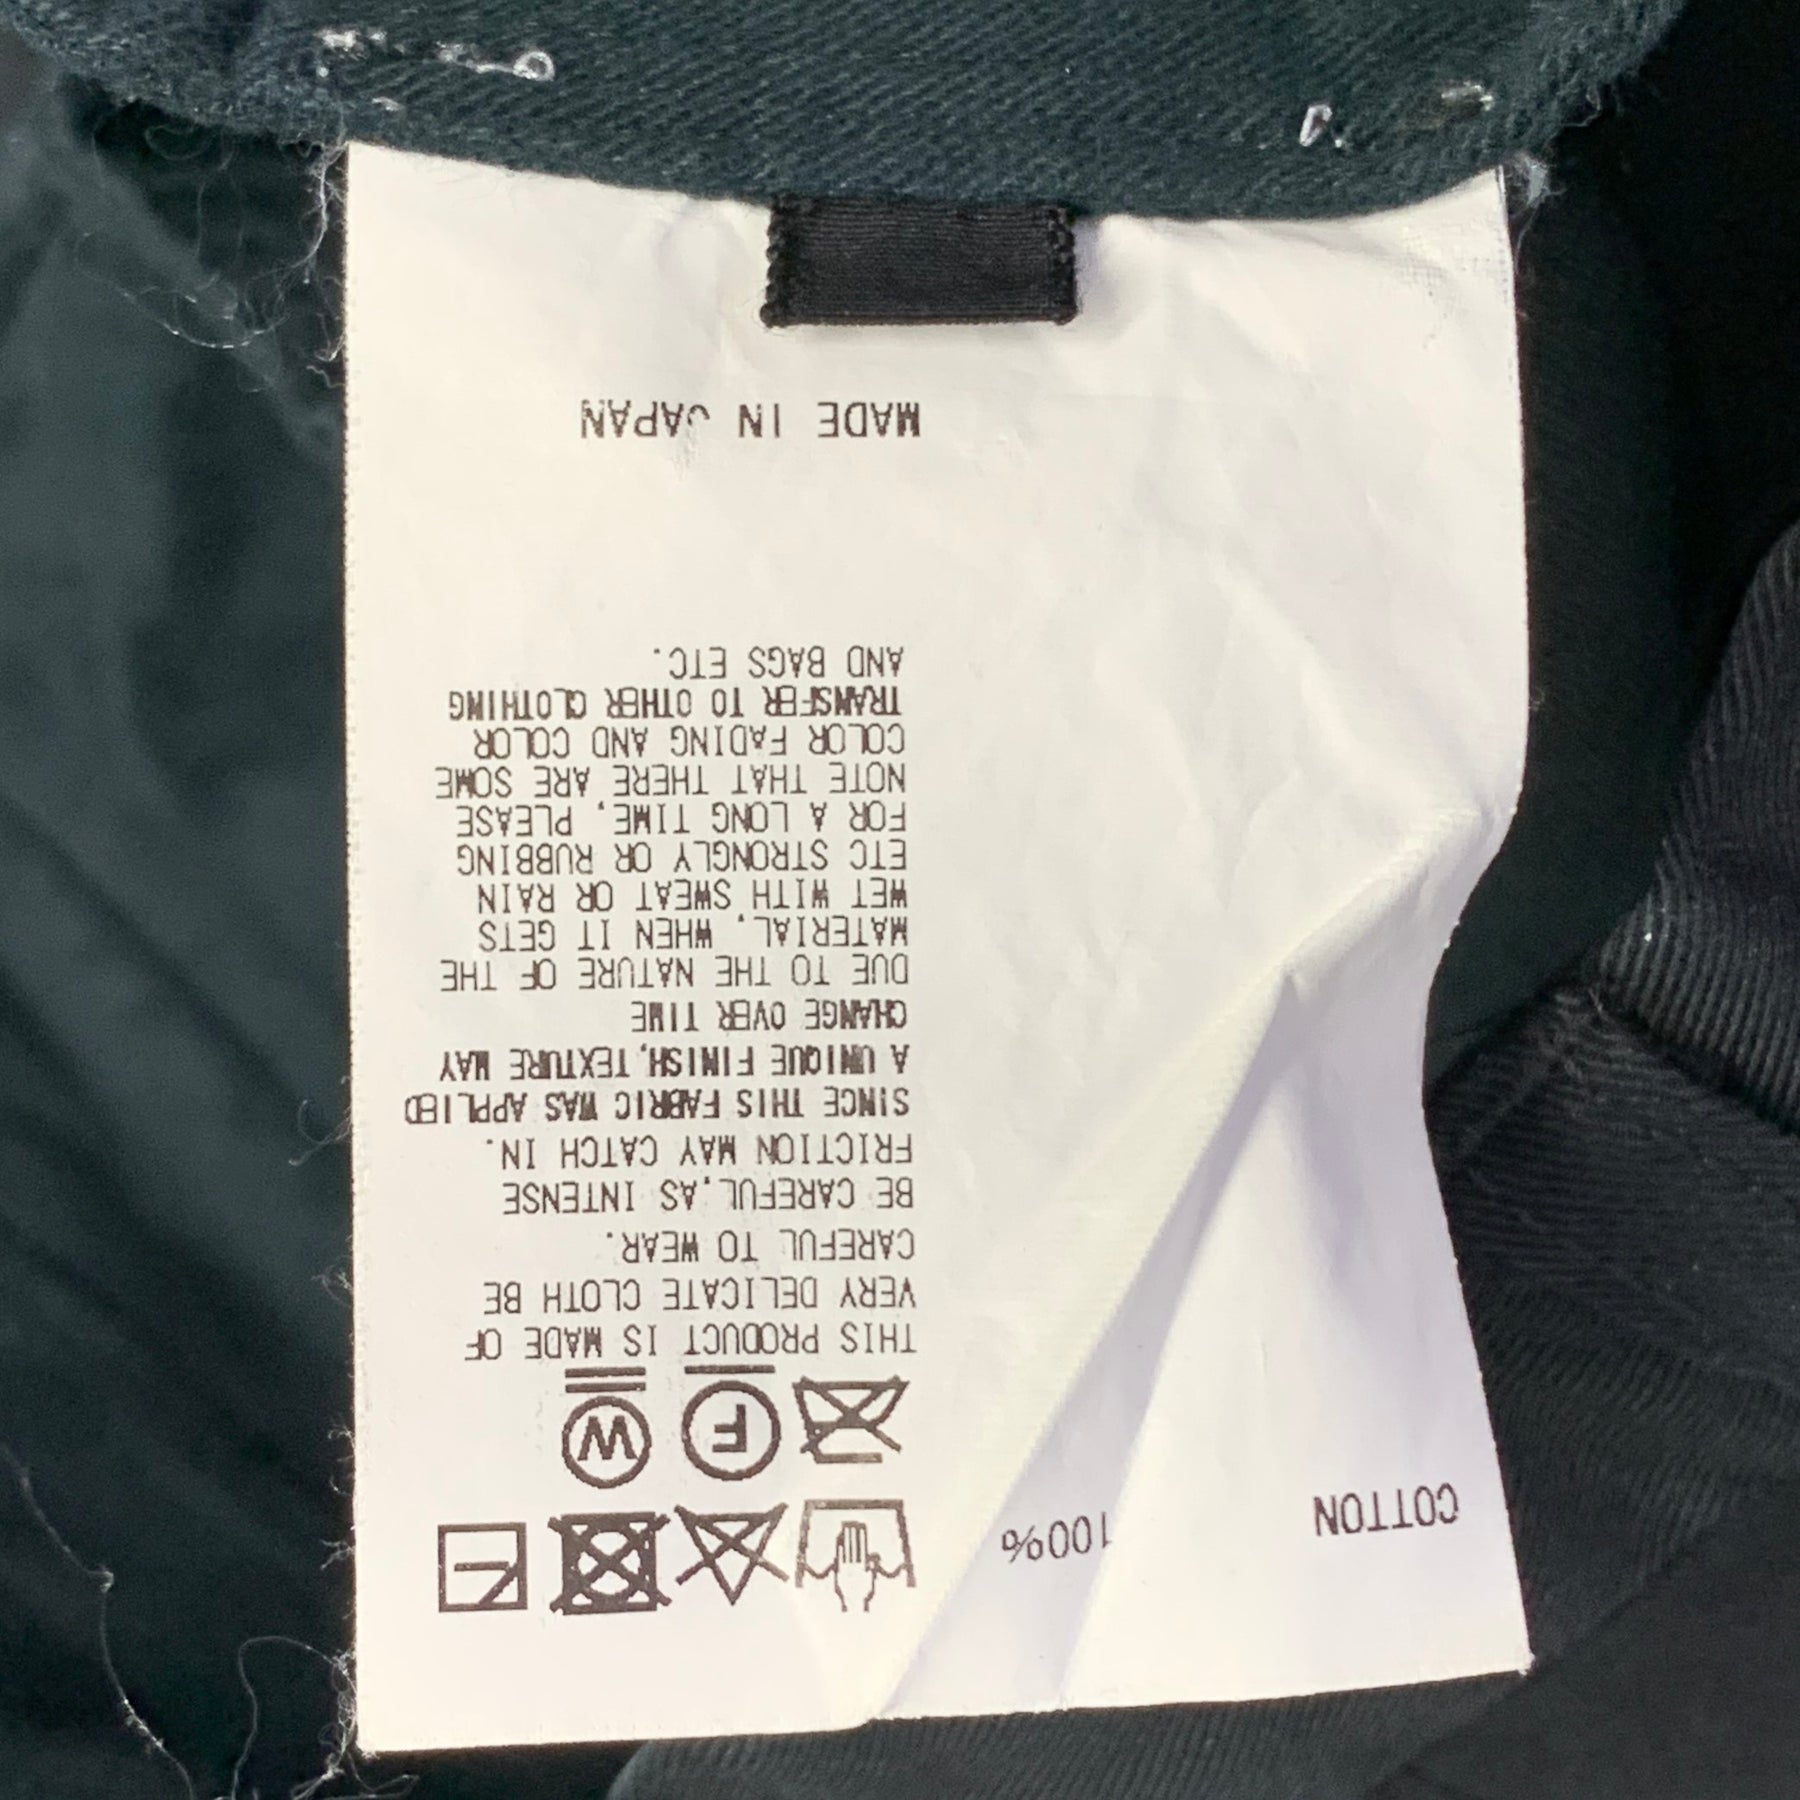 COTTON 100%
F W
THIS PRODUCT IS MADE OF
VERY DELICATE CLOTH BE
CAREFUL TO WEAR.
BE CAREFUL,AS INTENSE
FRICTION MAY CATCH IN.
SINCE THIS FABRIC WAS APPLIED
A UNIQUE FINISH,TEXTURE MAY
CHANGE OVER TIME
DUE TO THE NATURE OF THE
MATERIAL, WHEN IT GETS
WET WITH SWEAT OR RAIN
ETC STRONGLY OR RUBBING
FOR A LONG TIME, PLEASE
NOTE THAT THERE ARE SOME
COLOR FADING AND COLOR
TRANSFER TO OTHER CLOTHING
AND BAGS ETC.
MADE IN JAPAN